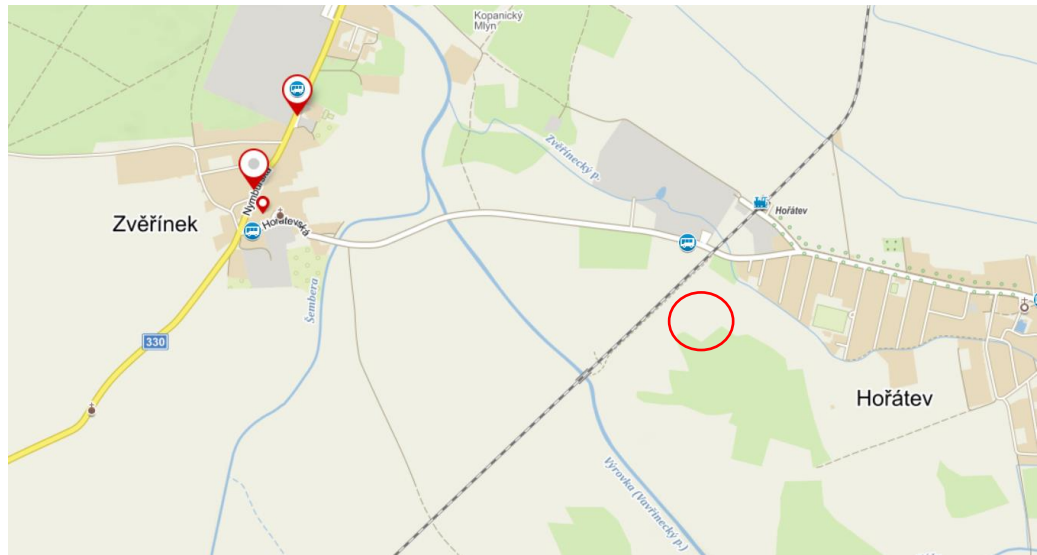 Kopanický
Mlýn
Zvěřínecký p.
Nymburská
Hořátev
Zvěřínek
Hořátevská
Šembera
330
Hořátev
Výrovka (Vavřinecký p.)